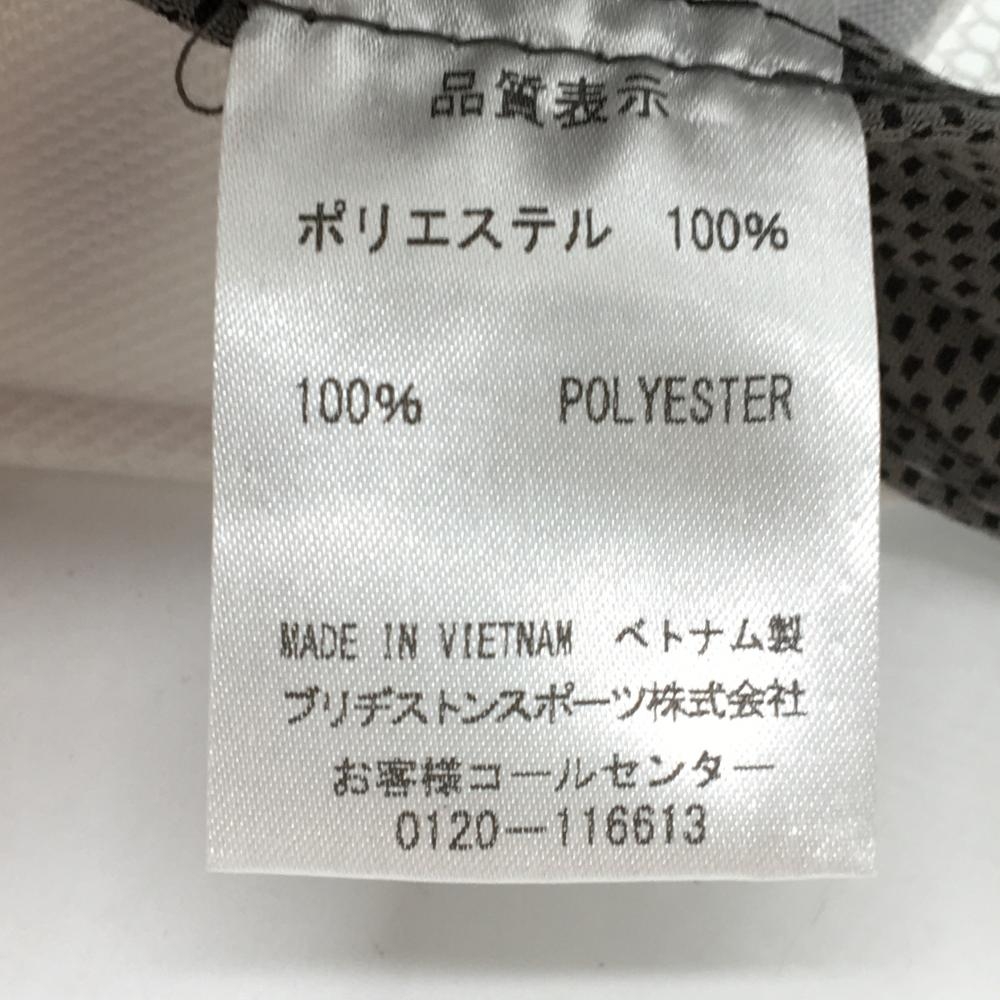 品質表示
ポリエステル 100%
100% POLYESTER
MADE IN VIETNAM ベトナム製
ブリヂストンスポーツ株式会社
お客様コールセンター
0120―116613